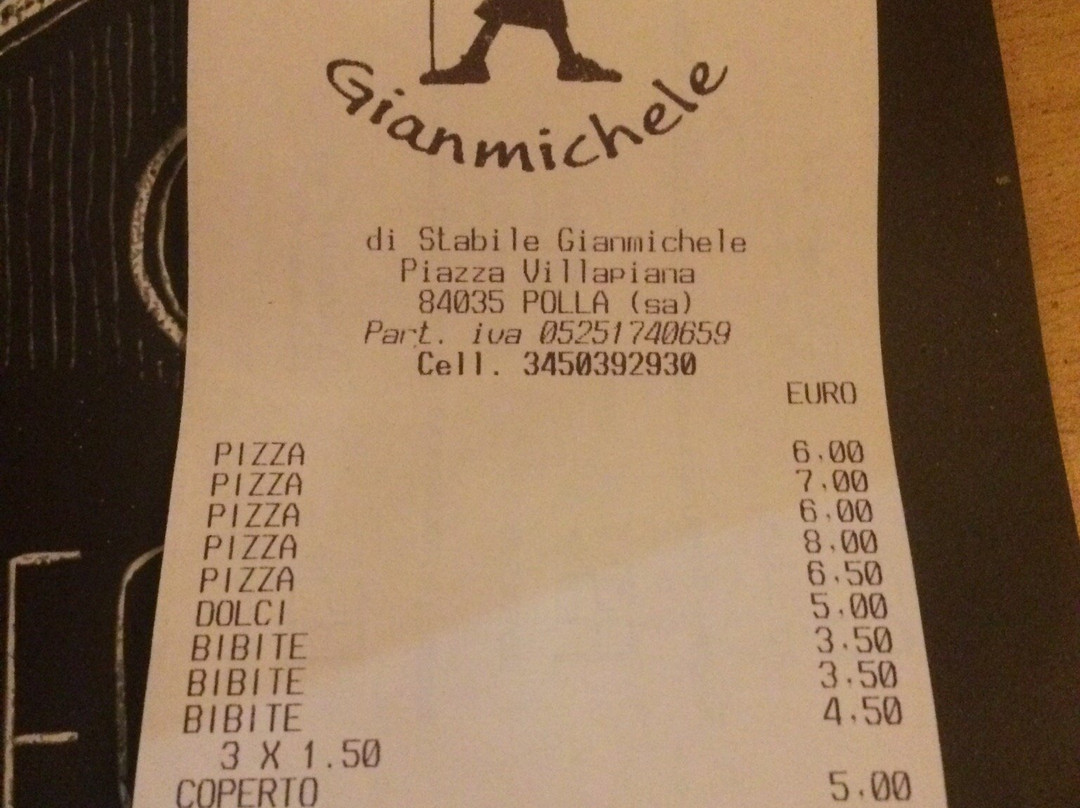 Gianmichele
di Stabile Gianmichele
Piazza Villapiana
84035 POLLA (sa)
Part. iva 05251740659
Cell. 3450392930
EURO
PIZZA 6.00
PIZZA 7.00
PIZZA 6.00
PIZZA 8.00
PIZZA 6.50
DOLCI 5.00
BIBITE 3.50
BIBITE 3.50
BIBITE 4.50
3 X 1.50
COPERTO 5.00